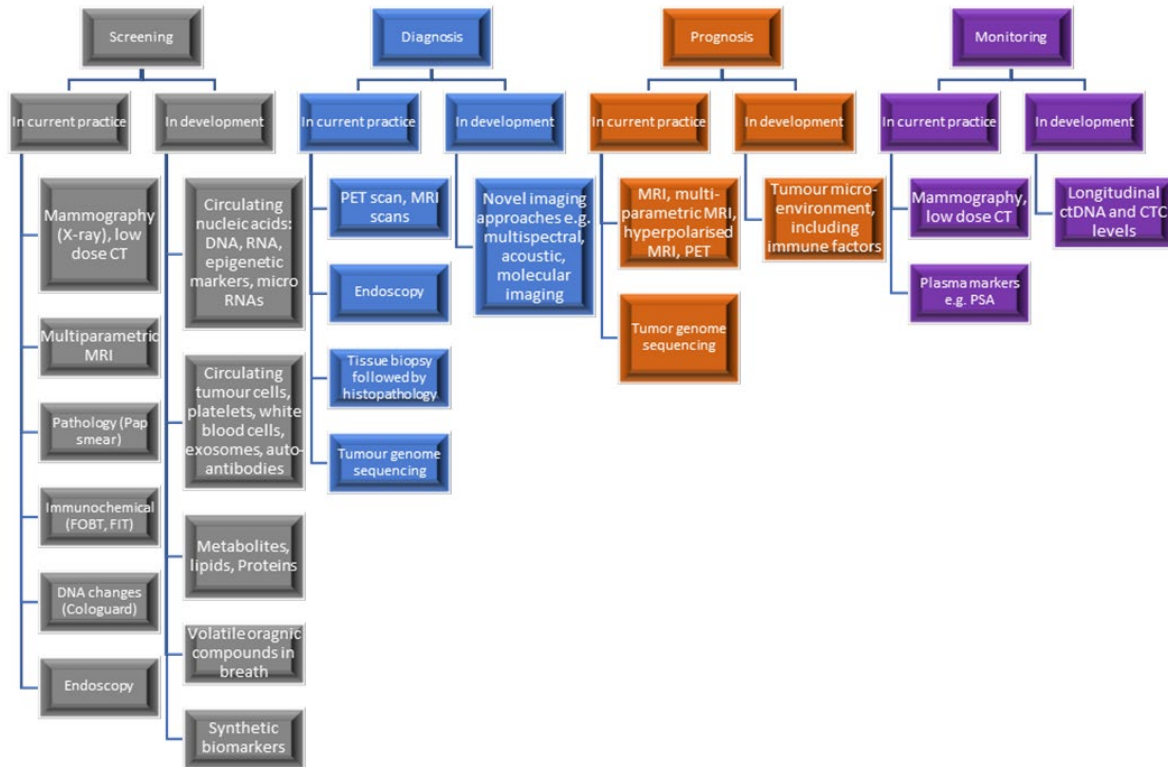 Screening
In current practice
Mammography
(X-ray), low
dose CT
Multiparametric
MRI
Pathology (Pap
smear)
Immunochemical
(FOBT, FIT)
DNA changes
(Cologuard)
Endoscopy
In development
Circulating
nucleic acids:
DNA, RNA,
epigenetic
markers, micro
RNAs
Circulating
tumour cells,
platelets, white
blood cells,
exosomes, auto-
antibodies
Metabolites,
lipids, Proteins
Volatile oragnic
compounds in
breath
Synthetic
biomarkers
Diagnosis
In current practice
PET scan, MRI
scans
Endoscopy
Tissue biopsy
followed by
histopathology
Tumour genome
sequencing
In development
Novel imaging
approaches e.g.
multispectral,
acoustic,
molecular
imaging
Prognosis
In current practice
MRI, multi-
parametric MRI,
hyperpolarised
MRI, PET
Tumor genome
sequencing
In development
Tumour micro-
environment,
including
immune factors
Monitoring
In current practice
Mammography,
low dose CT
Plasma markers
e.g. PSA
In development
Longitudinal
ctDNA and CTC
levels